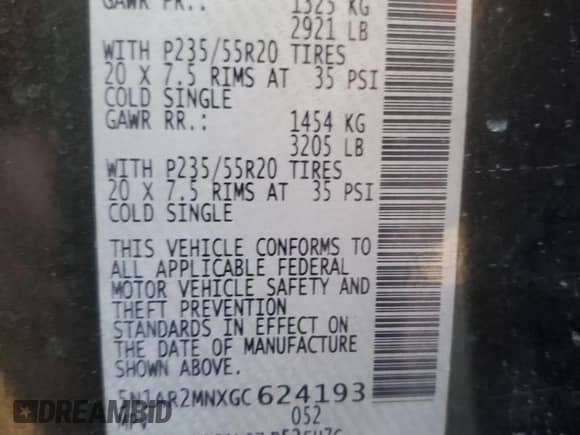 GAWR FR.: 1325 KG
2921 LB
WITH P235/55R20 TIRES
20 X 7.5 RIMS AT 35 PSI
COLD SINGLE
GAWR RR.: 1454 KG
3205 LB
WITH P235/55R20 TIRES
20 X 7.5 RIMS AT 35 PSI
COLD SINGLE
THIS VEHICLE CONFORMS TO
ALL APPLICABLE FEDERAL
MOTOR VEHICLE SAFETY AND
THEFT PREVENTION
STANDARDS IN EFFECT ON
THE DATE OF MANUFACTURE
SHOWN ABOVE.
5N1AR2MNXGC624193
052
DREAMBID